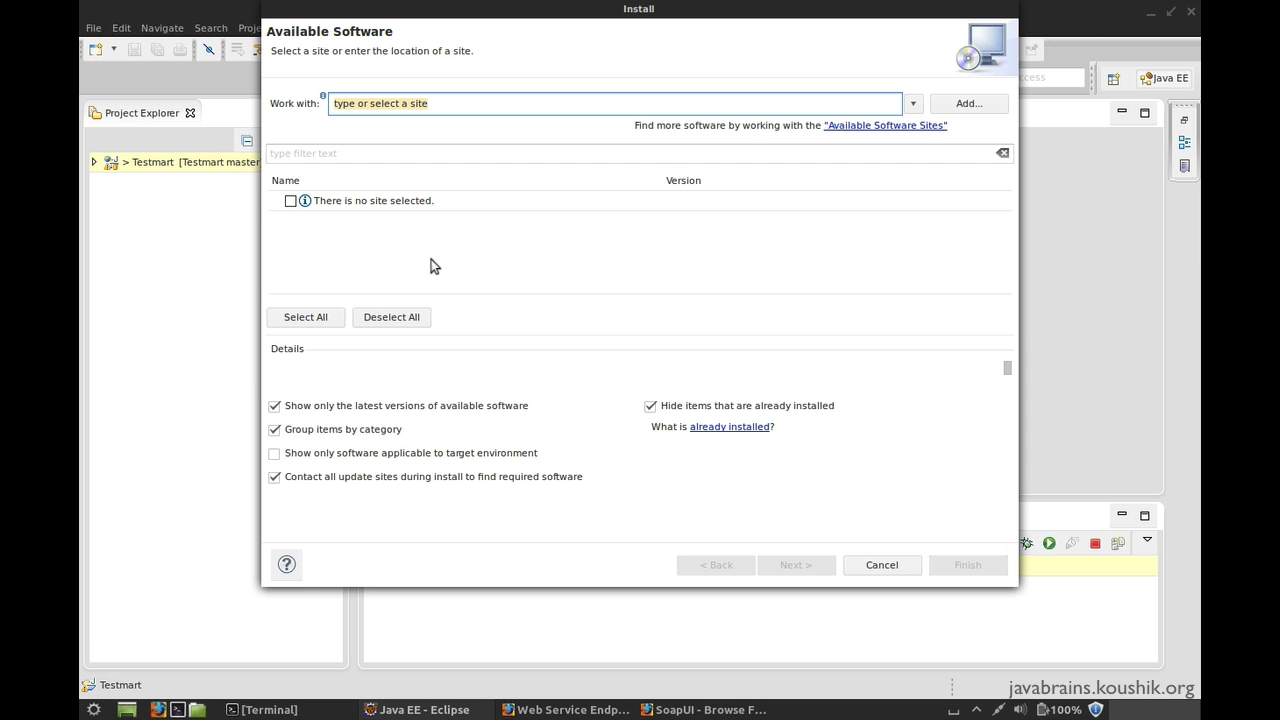 Install
File Edit Navigate Search Proje
Available Software
Select a site or enter the location of a site.
ccess
Java EE
Work with:
type or select a site
Add...
Project Explorer
Find more software by working with the "Available Software Sites"
type filter text
> Testmart [Testmart master
Name Version
There is no site selected.
Select All Deselect All
Details
Show only the latest versions of available software
Hide items that are already installed
Group items by category
What is already installed?
Show only software applicable to target environment
Contact all update sites during install to find required software
?
< Back Next > Cancel Finish
Testmart
javabrains.koushik.org
[Terminal] Java EE - Eclipse Web Service Endp... SoapUI - Browse F... 100%